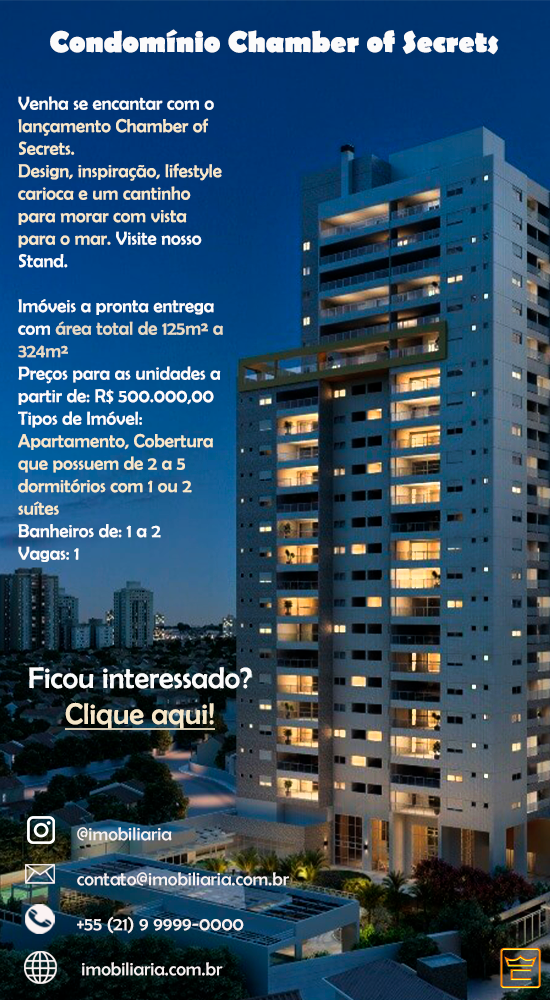 Condomínio Chamber of Secrets
Venha se encantar com o
lançamento Chamber of
Secrets.
Design, inspiração, lifestyle
carioca e um cantinho
para morar com vista
para o mar. Visite nosso
Stand.
Imóveis a pronta entrega
com área total de 125m² a
324m²
Preços para as unidades a
partir de: R$ 500.000,00
Tipos de Imóvel:
Apartamento, Cobertura
que possuem de 2 a 5
dormitórios com 1 ou 2
suítes
Banheiros de: 1 a 2
Vagas: 1
Ficou interessado?
Clique aqui!
@imobiliaria
contato@imobiliaria.com.br
+55 (21) 9 9999-0000
imobiliaria.com.br